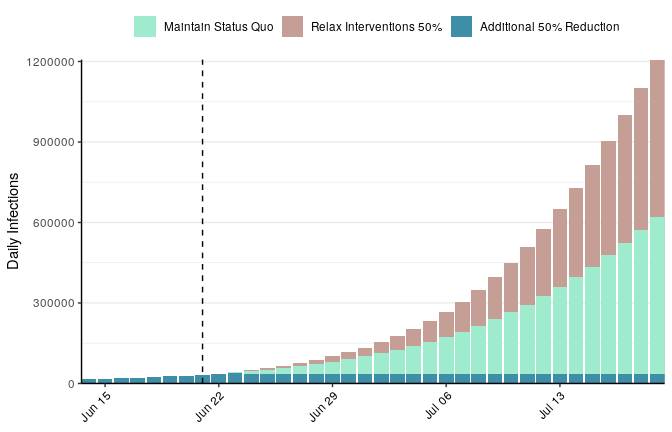 Maintain Status Quo Relax Interventions 50% Additional 50% Reduction
Daily Infections
1200000
900000
600000
300000
0
Jun 15 Jun 22 Jun 29 Jul 06 Jul 13